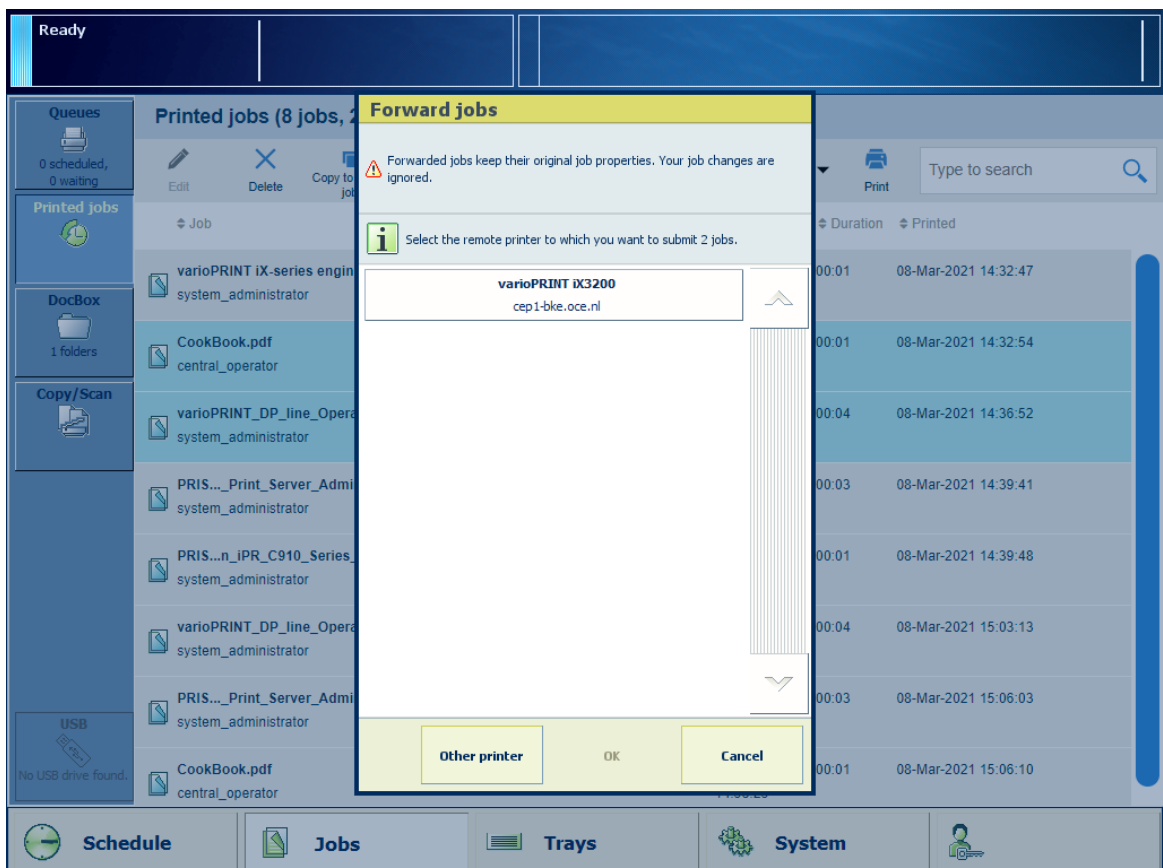 Ready
Queues
0 scheduled,
0 waiting
Printed jobs
DocBox
1 folders
Copy/Scan
USB
No USB drive found.
Printed jobs (8 jobs, 2
Edit
Delete
Copy to
job
Print
Type to search
Job
Duration
Printed
varioPRINT iX-series engin
system_administrator
00:01
08-Mar-2021 14:32:47
CookBook.pdf
central_operator
00:01
08-Mar-2021 14:32:54
varioPRINT_DP_line_Opera
system_administrator
00:04
08-Mar-2021 14:36:52
PRIS..._Print_Server_Admi
system_administrator
00:03
08-Mar-2021 14:39:41
PRIS...n_iPR_C910_Series_
system_administrator
00:01
08-Mar-2021 14:39:48
varioPRINT_DP_line_Opera
system_administrator
00:04
08-Mar-2021 15:03:13
PRIS..._Print_Server_Admi
system_administrator
00:03
08-Mar-2021 15:06:03
CookBook.pdf
central_operator
00:01
08-Mar-2021 15:06:10
Forward jobs
Forwarded jobs keep their original job properties. Your job changes are
ignored.
Select the remote printer to which you want to submit 2 jobs.
varioPRINT iX3200
cep1-bke.oce.nl
Other printer
OK
Cancel
Schedule
Jobs
Trays
System